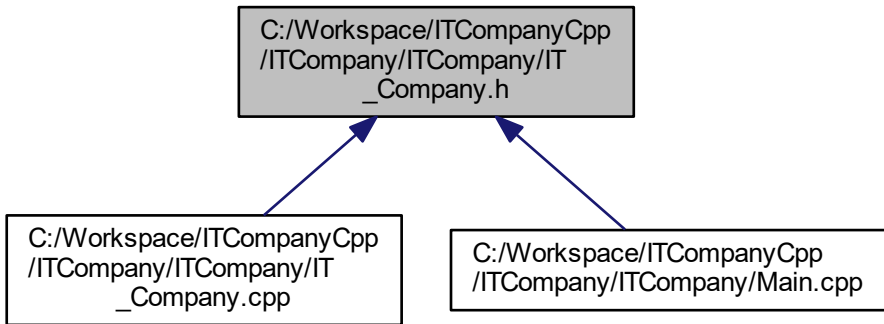 C:/Workspace/ITCompanyCpp
/ITCompany/ITCompany/IT
_Company.h
C:/Workspace/ITCompanyCpp
/ITCompany/ITCompany/IT
_Company.cpp
C:/Workspace/ITCompanyCpp
/ITCompany/ITCompany/Main.cpp